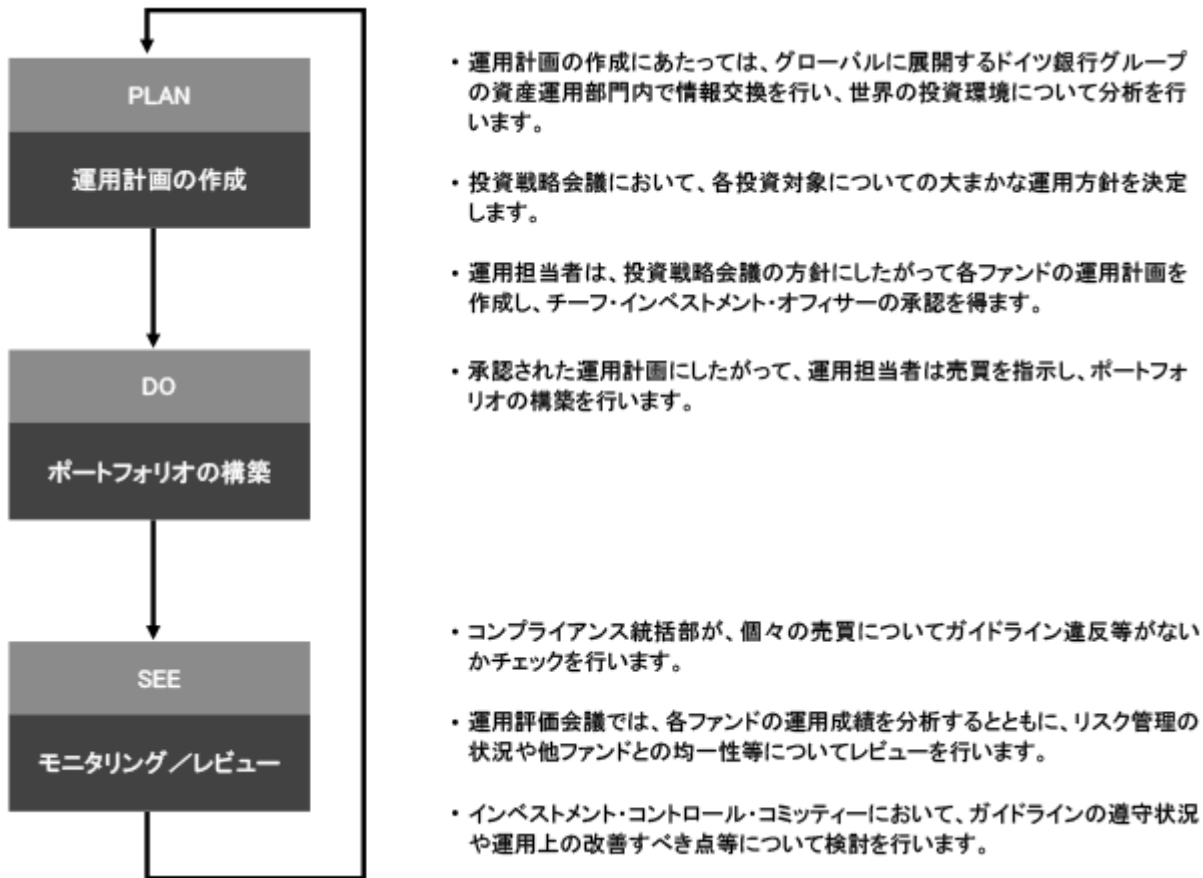 PLAN
運用計画の作成
・運用計画の作成にあたっては、グローバルに展開するドイツ銀行グループ
の資産運用部門内で情報交換を行い、世界の投資環境について分析を行
います。
・投資戦略会議において、各投資対象についての大まかな運用方針を決定
します。
・運用担当者は、投資戦略会議の方針にしたがって各ファンドの運用計画を
作成し、チーフ・インベストメント・オフィサーの承認を得ます。
DO
ポートフォリオの構築
・承認された運用計画にしたがって、運用担当者は売買を指示し、ポートフォ
リオの構築を行います。
SEE
モニタリング／レビュー
・コンプライアンス統括部が、個々の売買についてガイドライン違反等がない
かチェックを行います。
・運用評価会議では、各ファンドの運用成績を分析するとともに、リスク管理の
状況や他ファンドとの均一性等についてレビューを行います。
・インベストメント・コントロール・コミッティーにおいて、ガイドラインの遵守状況
や運用上の改善すべき点等について検討を行います。